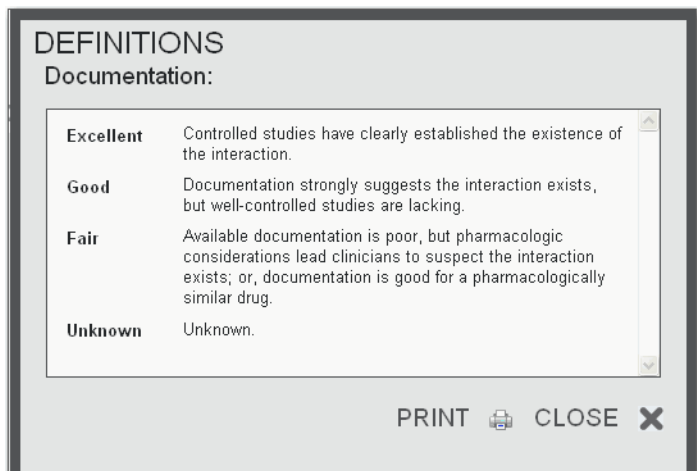 DEFINITIONS
Documentation:
Excellent Controlled studies have clearly established the existence of
the interaction.
Good Documentation strongly suggests the interaction exists,
but well-controlled studies are lacking.
Fair Available documentation is poor, but pharmacologic
considerations lead clinicians to suspect the interaction
exists; or, documentation is good for a pharmacologically
similar drug.
Unknown Unknown.
PRINT CLOSE